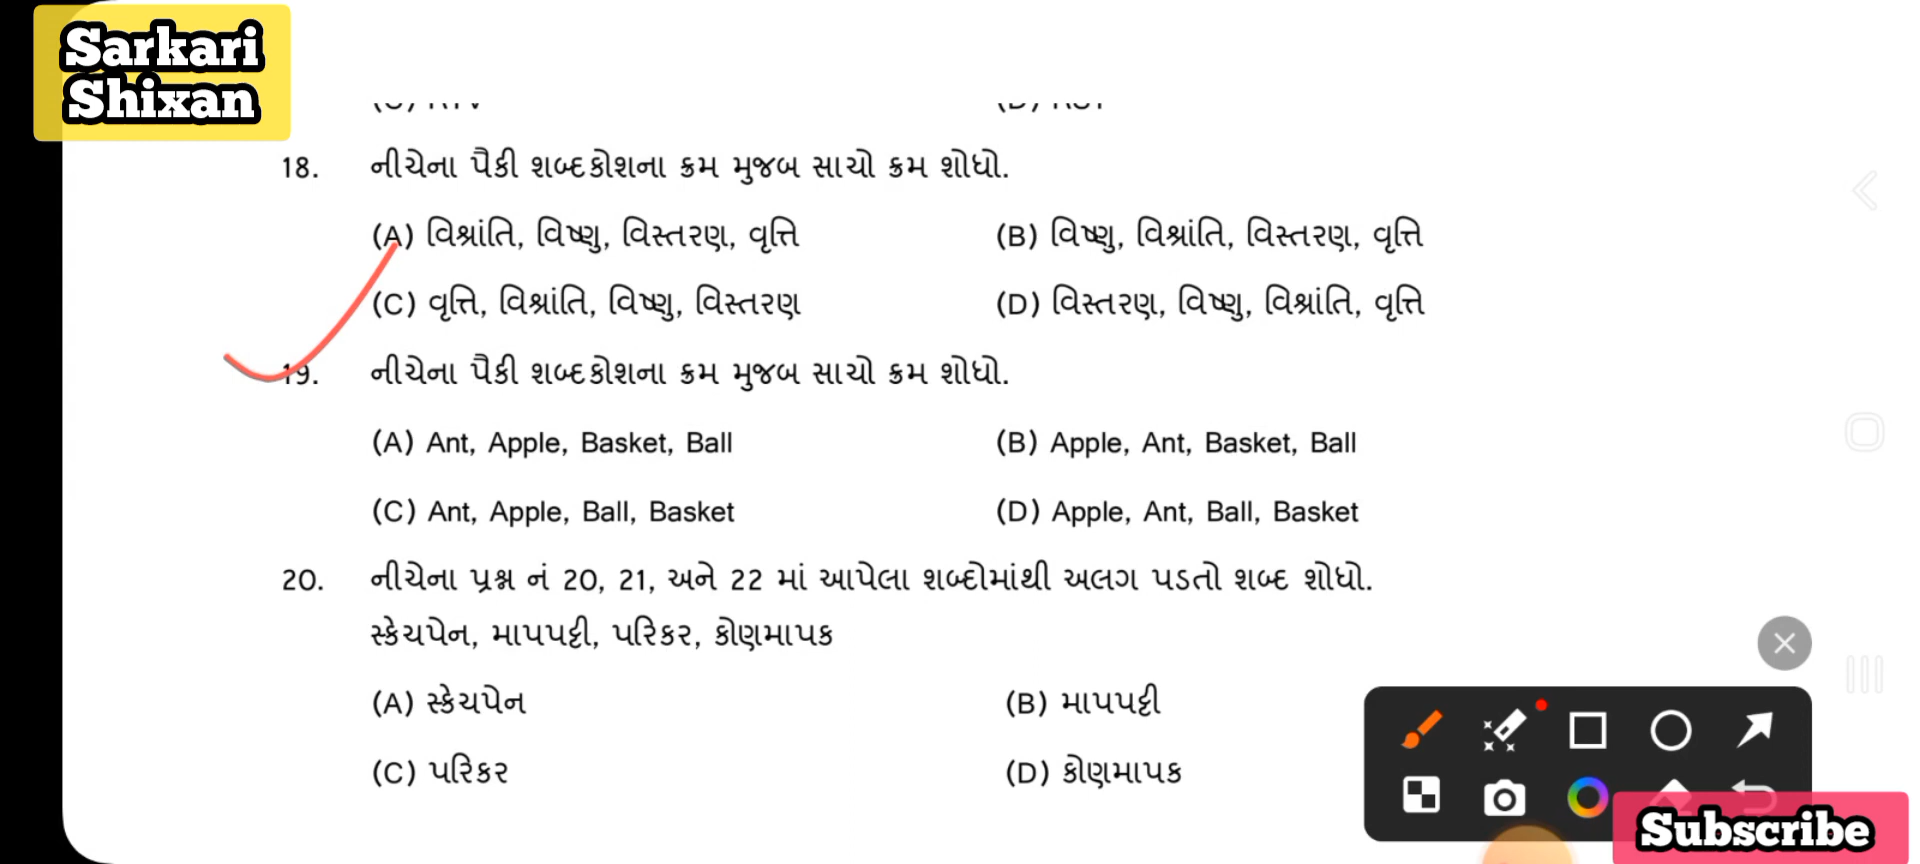 Sarkari
Shixan
18. નીચેના પૈકી શબ્દકોશના ક્રમ મુજબ સાચો ક્રમ શોધો.
(A) વિશ્રાંતિ, વિષ્ણુ, વિસ્તરણ, વૃત્તિ (B) વિષ્ણુ, વિશ્રાંતિ, વિસ્તરણ, વૃત્તિ
(C) વૃત્તિ, વિશ્રાંતિ, વિષ્ણુ, વિસ્તરણ (D) વિસ્તરણ, વિષ્ણુ, વિશ્રાંતિ, વૃત્તિ
19. નીચેના પૈકી શબ્દકોશના ક્રમ મુજબ સાચો ક્રમ શોધો.
(A) Ant, Apple, Basket, Ball (B) Apple, Ant, Basket, Ball
(C) Ant, Apple, Ball, Basket (D) Apple, Ant, Ball, Basket
20. નીચેના પ્રશ્ન નં 20, 21, અને 22 માં આપેલા શબ્દોમાંથી અલગ પડતો શબ્દ શોધો.
સ્કેચપેન, માપપટ્ટી, પરિકર, કોણમાપક
(A) સ્કેચપેન (B) માપપટ્ટી
(C) પરિકર (D) કોણમાપક
Subscribe